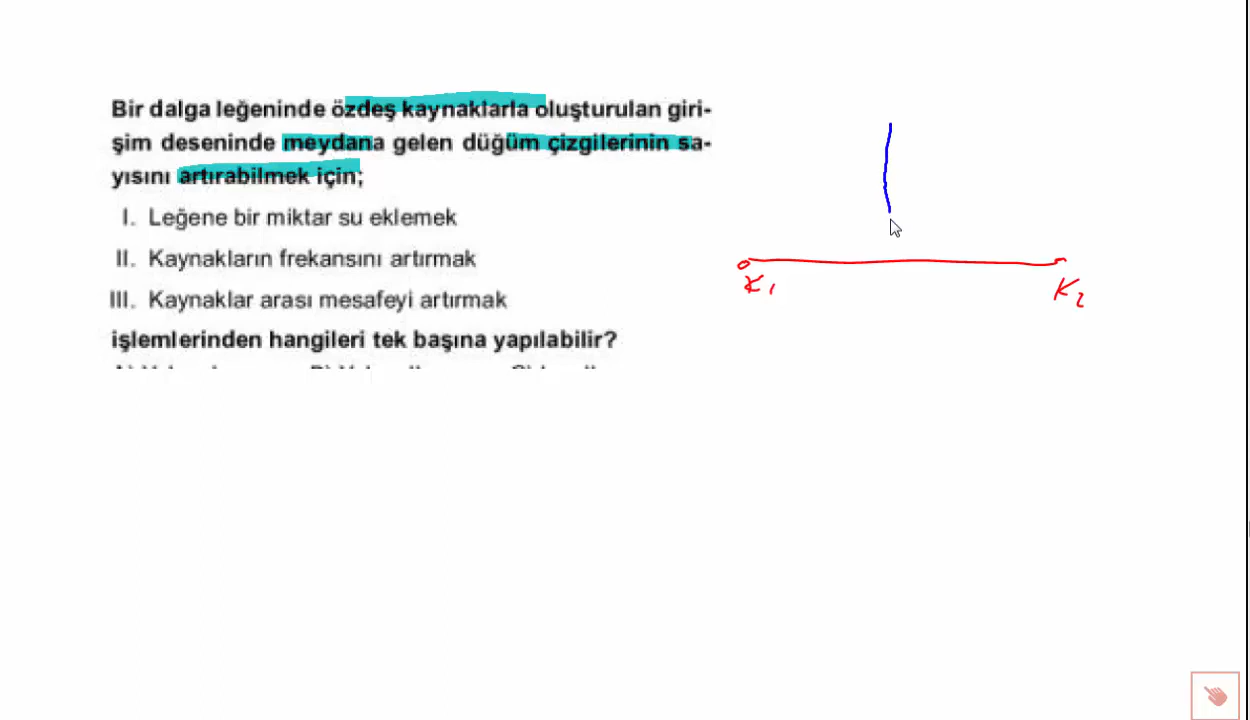 Bir dalga leğeninde özdeş kaynaklarla oluşturulan giri-
şim deseninde meydana gelen düğüm çizgilerinin sa-
yısını artırabilmek için;
I. Leğene bir miktar su eklemek
II. Kaynakların frekansını artırmak
III. Kaynaklar arası mesafeyi artırmak
işlemlerinden hangileri tek başına yapılabilir?
K1
K2